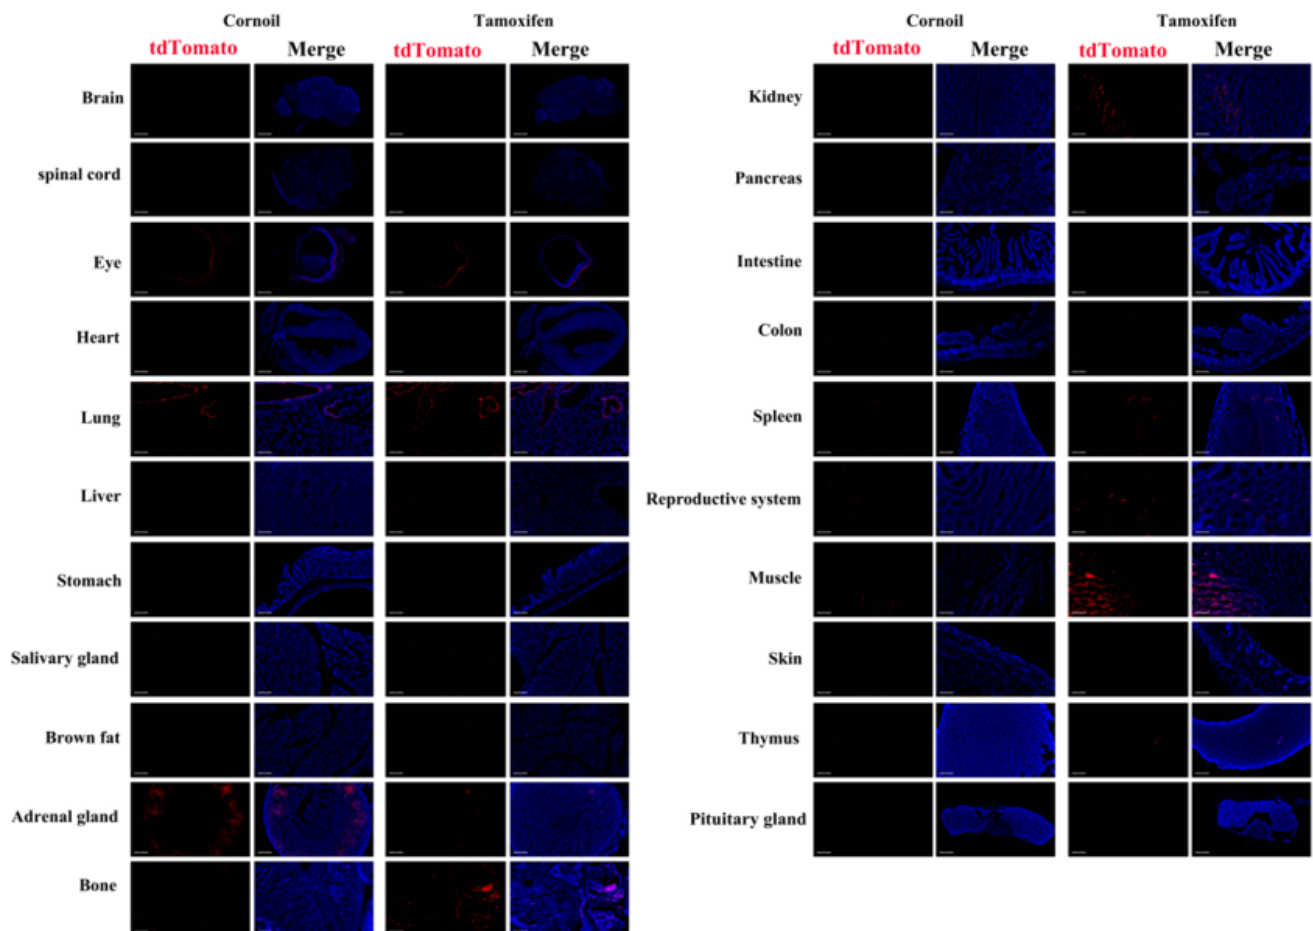 Cornoil Tamoxifen Cornoil Tamoxifen
tdTomato Merge tdTomato Merge tdTomato Merge tdTomato Merge
Brain Kidney
spinal cord Pancreas
Eye Intestine
Heart Colon
Lung Spleen
Liver Reproductive system
Stomach Muscle
Salivary gland Skin
Brown fat Thymus
Adrenal gland Pituitary gland
Bone